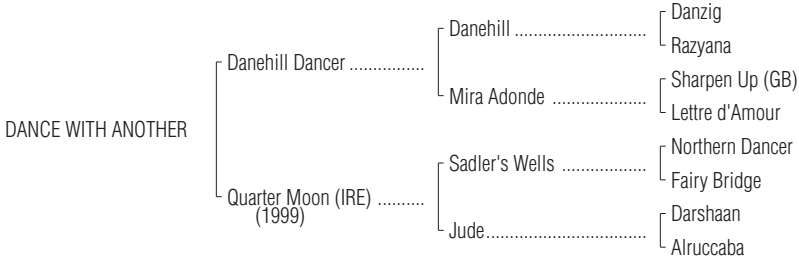 Danzig
Danehill ...........................
Razyana
Danehill Dancer ................
Sharpen Up (GB)
Mira Adonde ...................
Lettre d'Amour
DANCE WITH ANOTHER
Northern Dancer
Sadler's Wells .................
Fairy Bridge
Quarter Moon (IRE) ..........
(1999)
Darshaan
Jude.................................
Alruccaba